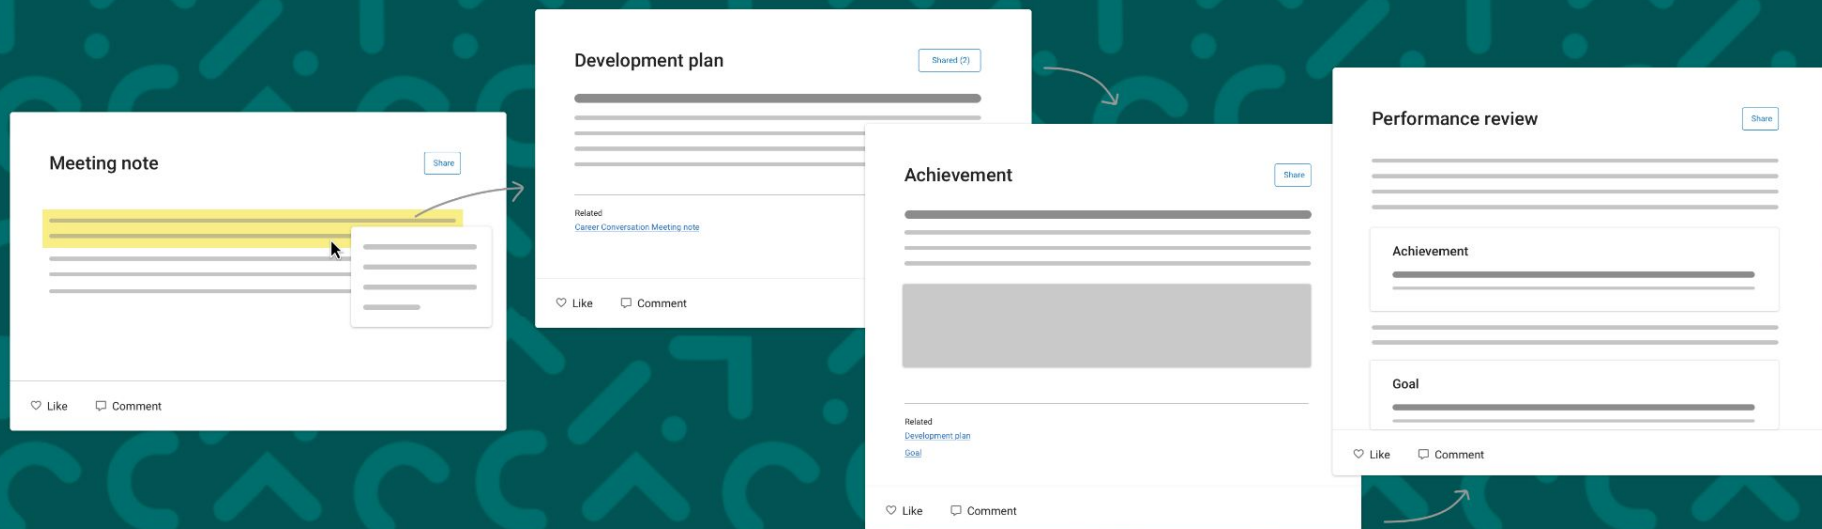 Meeting note
Share
Like
Comment
Development plan
Shared (2)
Related
Career Conversation Meeting note
Like
Comment
Achievement
Share
Related
Development plan
Goal
Like
Comment
Performance review
Share
Achievement
Goal
Like
Comment